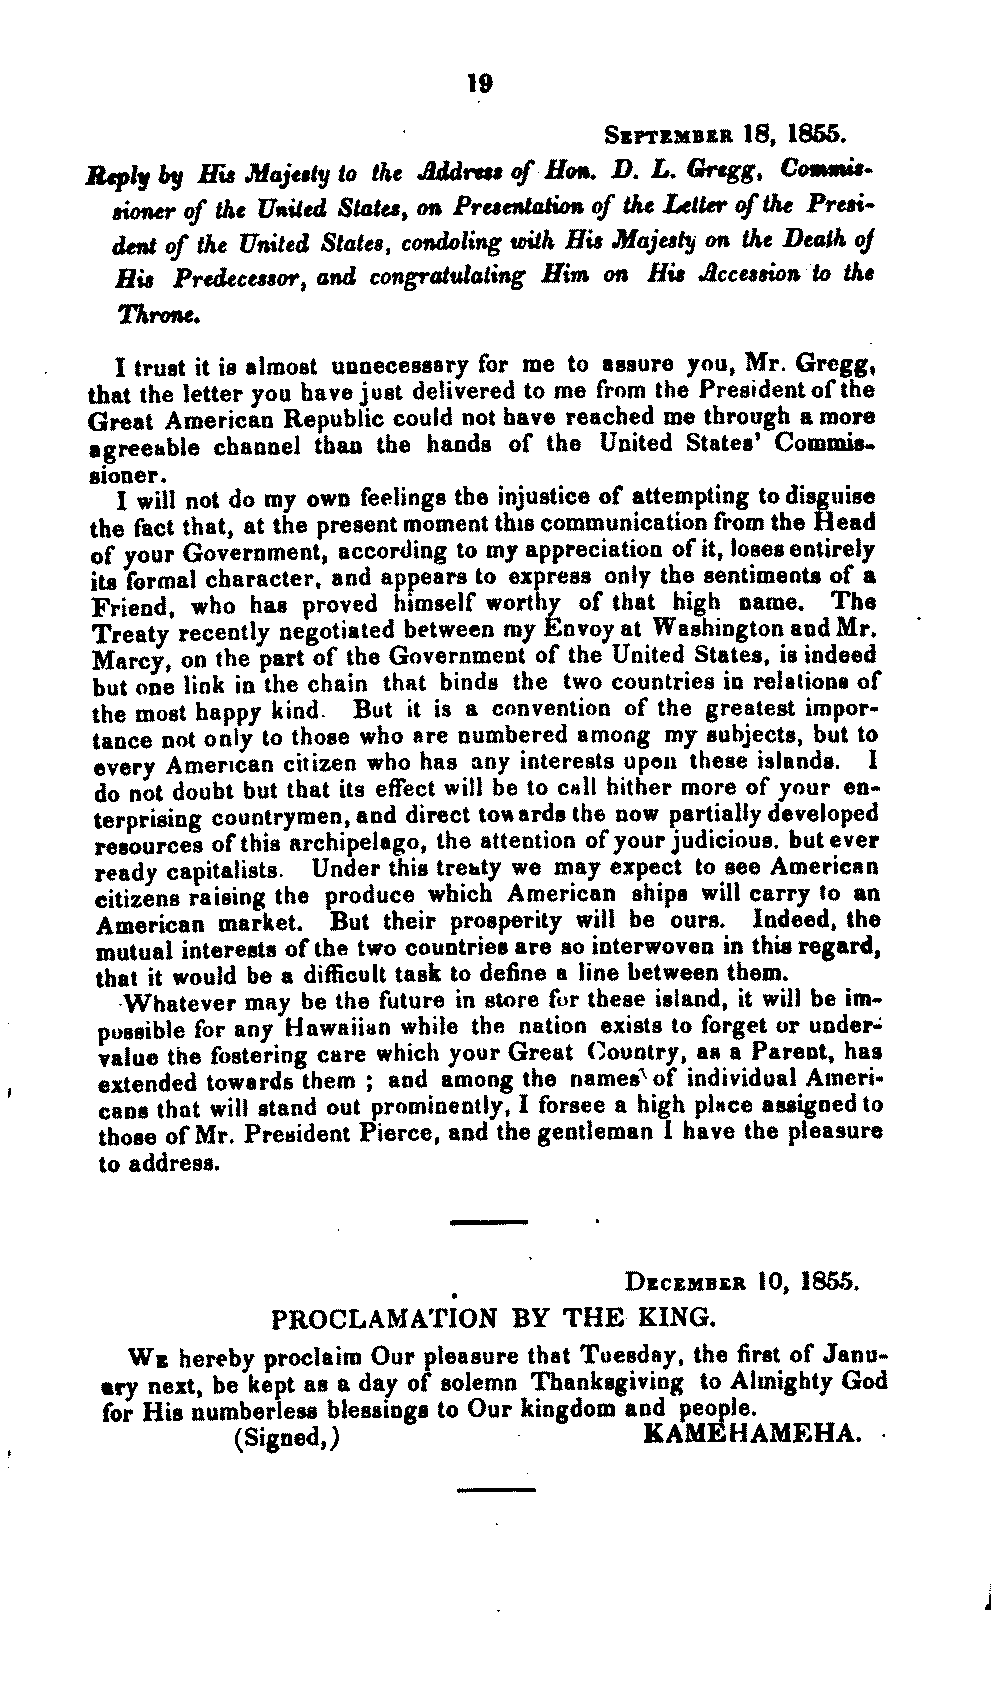 19
SEPTEMBER 18, 1855.
Reply by His Majesty to the Address of Hon. D. L. Gregg, Commis-
sioner of the United States, on Presentation of the Letter of the Presi-
dent of the United States, condoling with His Majesty on the Death of
His Predecessor, and congratulating Him on His Accession to the
Throne.
I trust it is almost unnecessary for me to assure you, Mr. Gregg,
that the letter you have just delivered to me from the President of the
Great American Republic could not have reached me through a more
agreeable channel than the hands of the United States' Commis-
sioner.
I will not do my own feelings the injustice of attempting to disguise
the fact that, at the present moment this communication from the Head
of your Government, according to my appreciation of it, loses entirely
its formal character, and appears to express only the sentiments of a
Friend, who has proved himself worthy of that high name. The
Treaty recently negotiated between my Envoy at Washington and Mr.
Marcy, on the part of the Government of the United States, is indeed
but one link in the chain that binds the two countries in relations of
the most happy kind. But it is a convention of the greatest impor-
tance not only to those who are numbered among my subjects, but to
every American citizen who has any interests upon these islands. I
do not doubt but that its effect will be to call hither more of your en-
terprising countrymen, and direct towards the now partially developed
resources of this archipelago, the attention of your judicious. but ever
ready capitalists. Under this treaty we may expect to see American
citizens raising the produce which American ships will carry to an
American market. But their prosperity will be ours. Indeed, the
mutual interests of the two countries are so interwoven in this regard,
that it would be a difficult task to define a line between them.
Whatever may be the future in store for these island, it will be im-
possible for any Hawaiian while the nation exists to forget or under-
value the fostering care which your Great Country, as a Parent, has
extended towards them ; and among the names of individual Ameri-
cans that will stand out prominently, I forsee a high place assigned to
those of Mr. President Pierce, and the gentleman I have the pleasure
to address.
DECEMBER 10, 1855.
PROCLAMATION BY THE KING.
WE hereby proclaim Our pleasure that Tuesday, the first of Janu-
ary next, be kept as a day of solemn Thanksgiving to Almighty God
for His numberless blessings to Our kingdom and people.
(Signed,) KAMEHAMEHA.